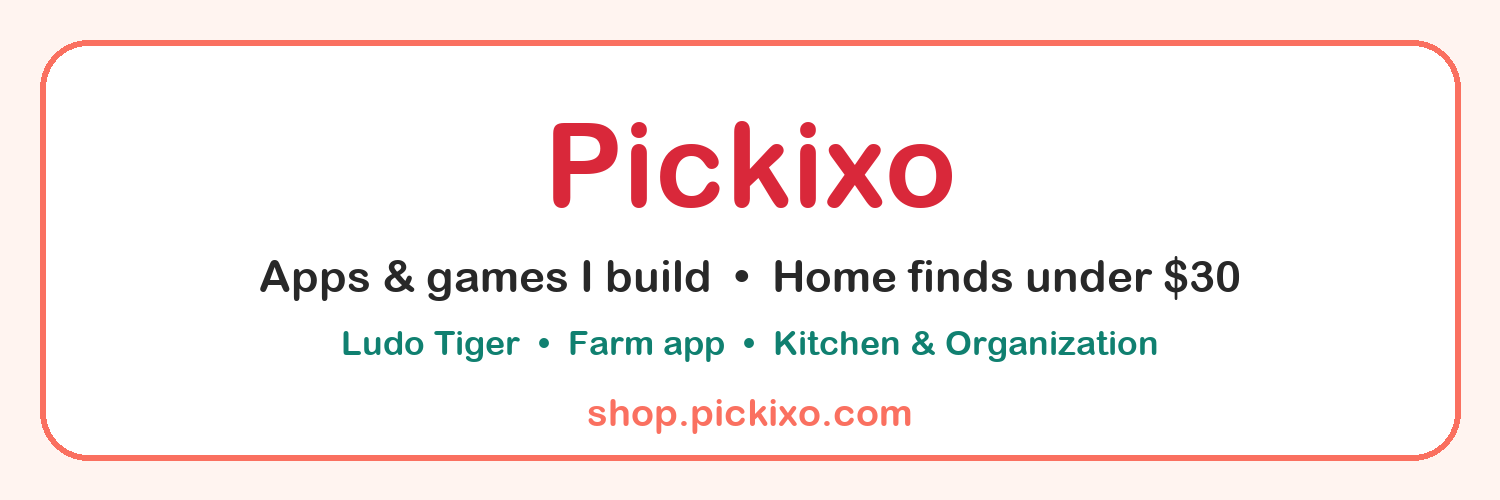 Pickixo
Apps & games I build • Home finds under $30
Ludo Tiger • Farm app • Kitchen & Organization
shop.pickixo.com